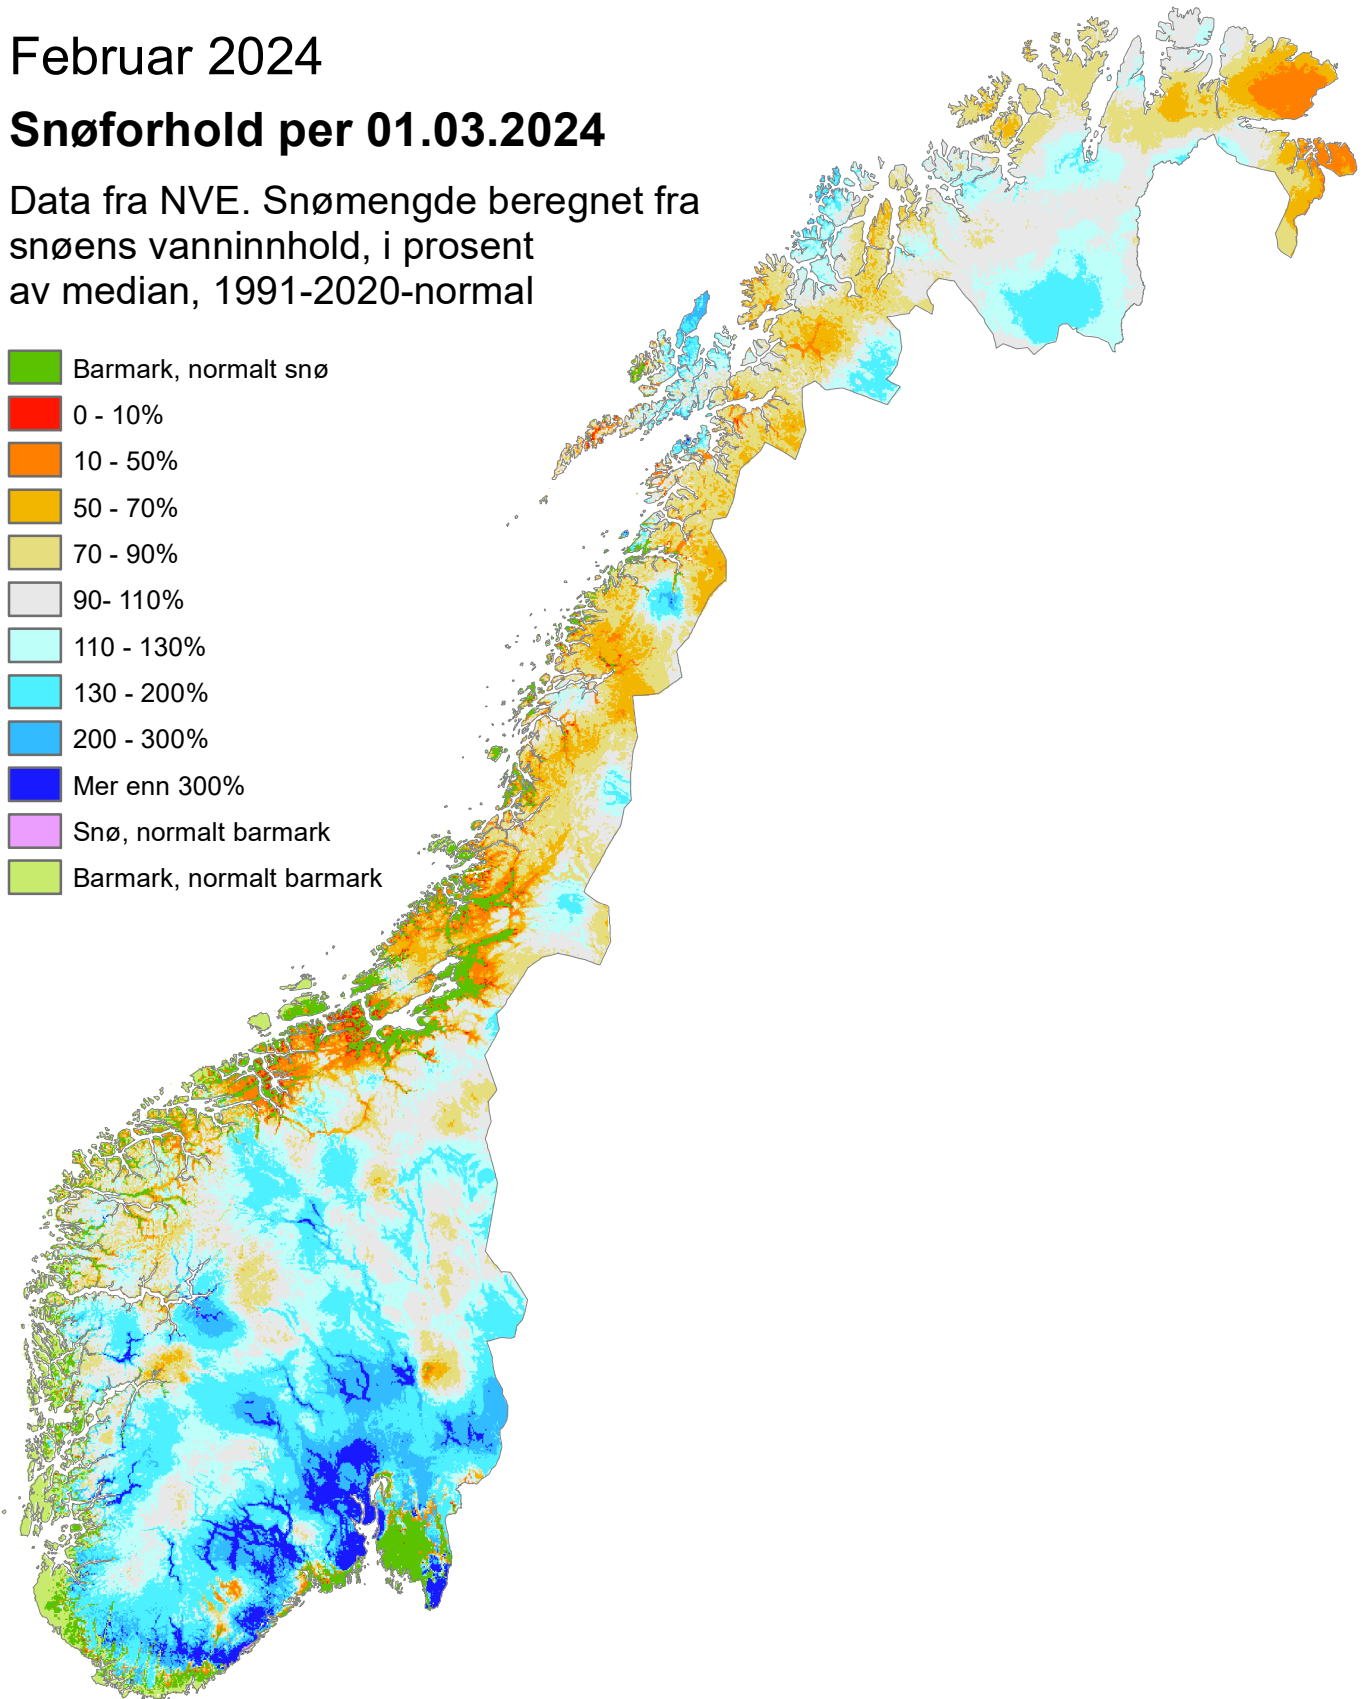 Februar 2024
Snøforhold per 01.03.2024
Data fra NVE. Snømengde beregnet fra
snøens vanninnhold, i prosent
av median, 1991-2020-normal
Barmark, normalt snø
0 - 10%
10 - 50%
50 - 70%
70 - 90%
90- 110%
110 - 130%
130 - 200%
200 - 300%
Mer enn 300%
Snø, normalt barmark
Barmark, normalt barmark